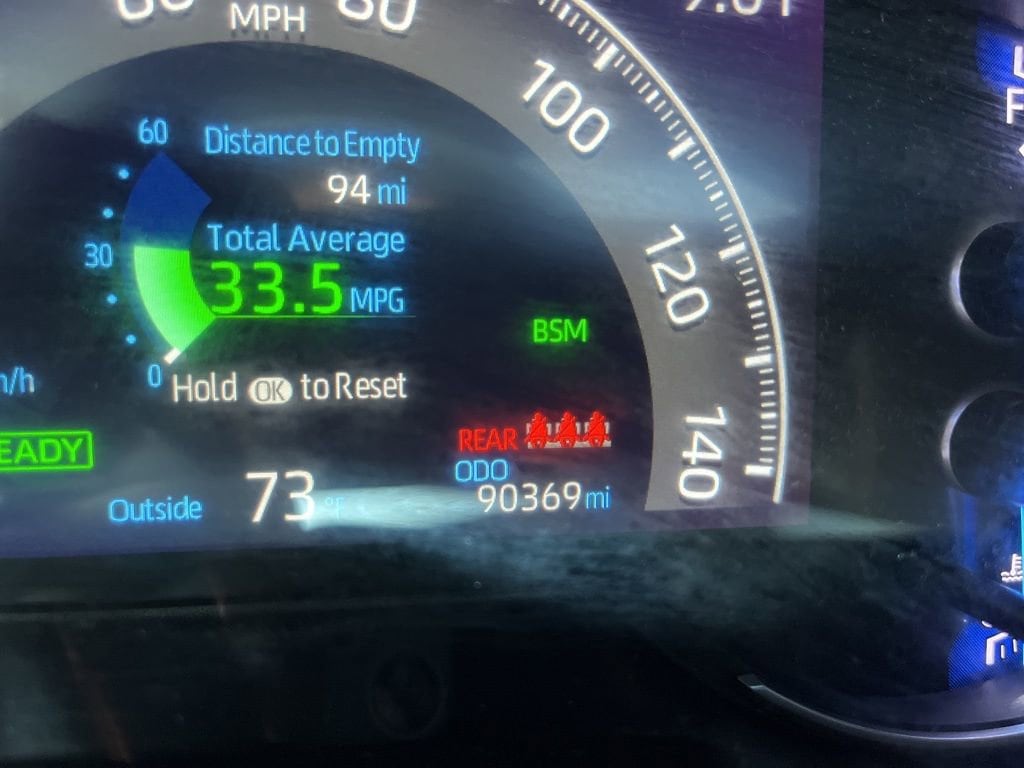 MPH
100
60
Distance to Empty
94 mi
120
Total Average
30
33.5 MPG
BSM
0
Hold OK to Reset
140
REAR
ODO
90369 mi
Outside 73 °F